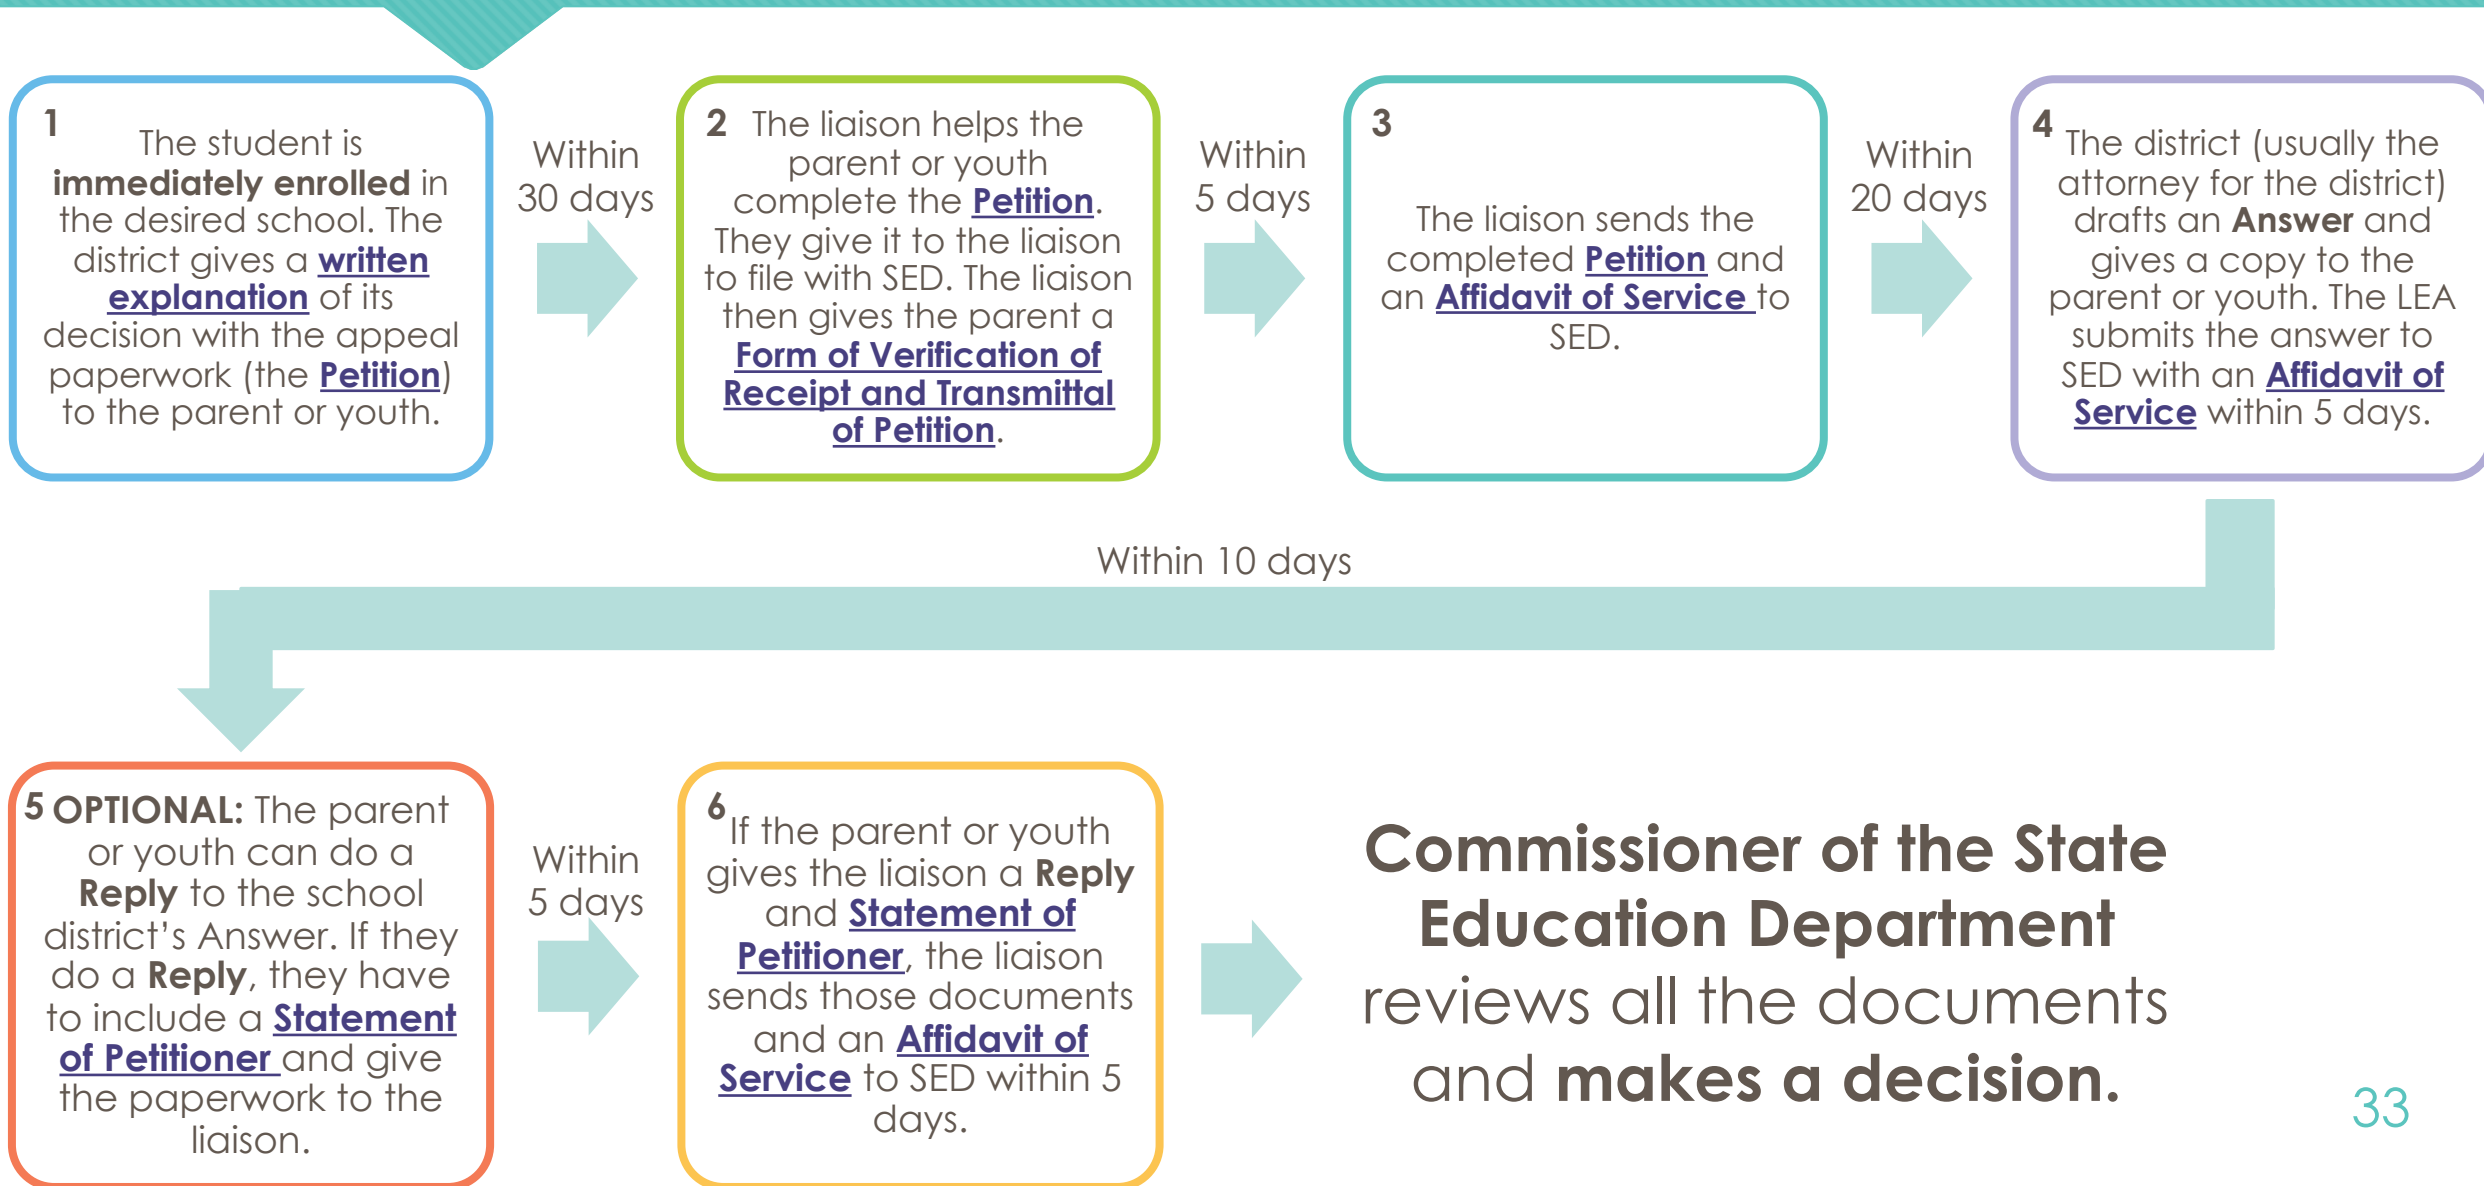 1
The student is
immediately enrolled in
the desired school. The
district gives a written
explanation of its
decision with the appeal
paperwork (the Petition)
to the parent or youth.
Within
30 days
2 The liaison helps the
parent or youth
complete the Petition.
They give it to the liaison
to file with SED. The liaison
then gives the parent a
Form of Verification of
Receipt and Transmittal
of Petition.
Within
5 days
3
The liaison sends the
completed Petition and
an Affidavit of Service to
SED.
Within
20 days
4 The district (usually the
attorney for the district)
drafts an Answer and
gives a copy to the
parent or youth. The LEA
submits the answer to
SED with an Affidavit of
Service within 5 days.
Within 10 days
5 OPTIONAL: The parent
or youth can do a
Reply to the school
district’s Answer. If they
do a Reply, they have
to include a Statement
of Petitioner and give
the paperwork to the
liaison.
Within
5 days
6
If the parent or youth
gives the liaison a Reply
and Statement of
Petitioner, the liaison
sends those documents
and an Affidavit of
Service to SED within 5
days.
Commissioner of the State
Education Department
reviews all the documents
and makes a decision.
33